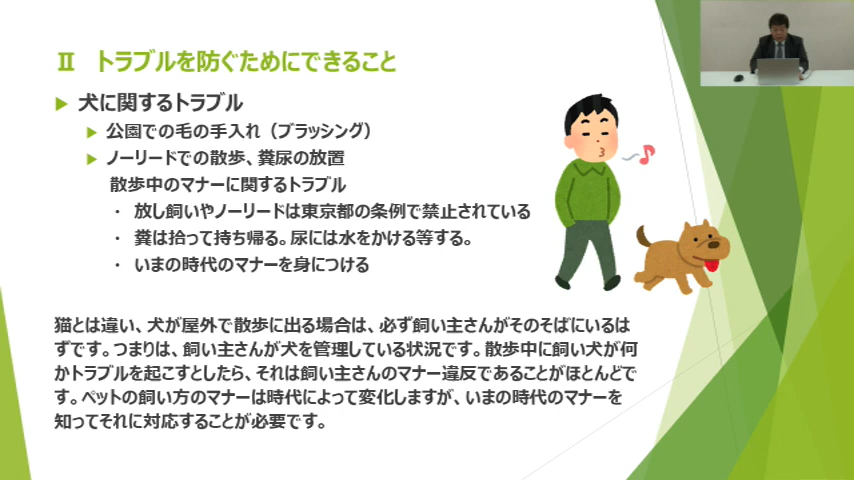 Ⅱ　トラブルを防ぐためにできること
▶ 犬に関するトラブル
▶ 公園での毛の手入れ（ブラッシング）
▶ ノーリードでの散歩、糞尿の放置
散歩中のマナーに関するトラブル
・ 放し飼いやノーリードは東京都の条例で禁止されている
・ 糞は拾って持ち帰る。尿には水をかける等する。
・ いまの時代のマナーを身につける
猫とは違い、犬が屋外で散歩に出る場合は、必ず飼い主さんがそのそばにいるは
ずです。つまりは、飼い主さんが犬を管理している状況です。散歩中に飼い犬が何
かトラブルを起こすとしたら、それは飼い主さんのマナー違反であることがほとんどで
す。ペットの飼い方のマナーは時代によって変化しますが、いまの時代のマナーを
知ってそれに対応することが必要です。